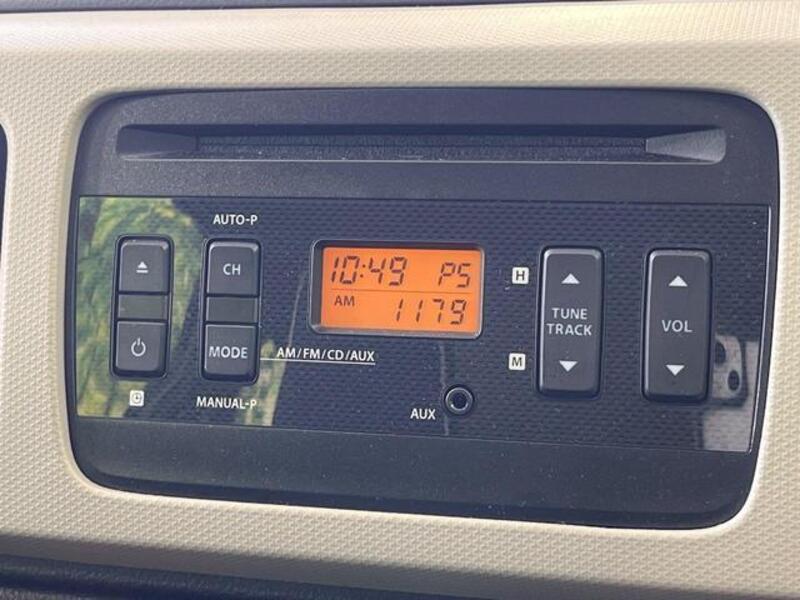 AUTO-P
CH
MODE
MANUAL-P
AM/FM/CD/AUX
10:49 PS
AM 1179
AUX
H
M
TUNE
TRACK
VOL